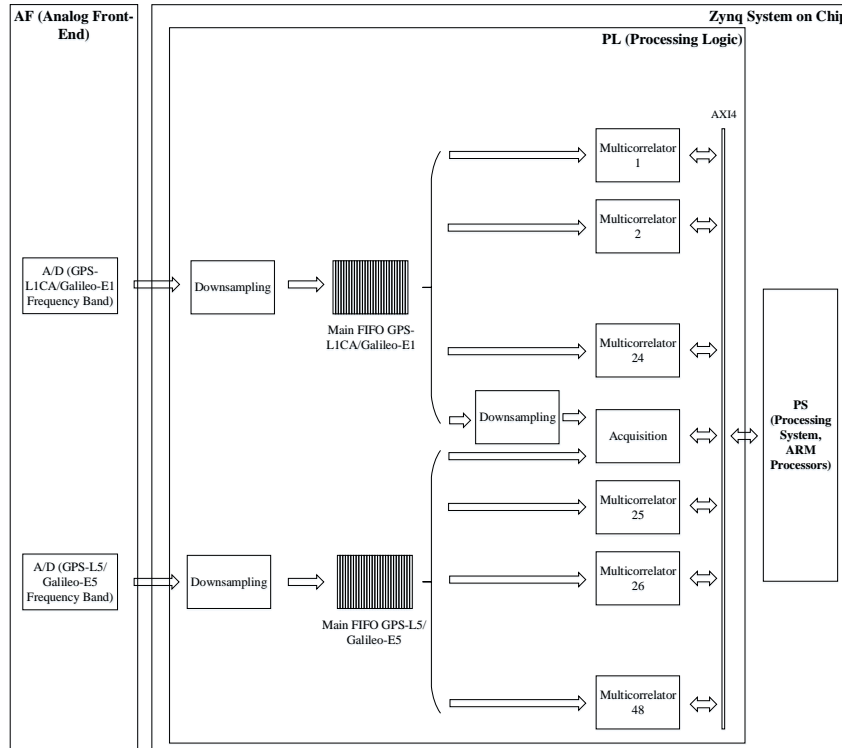 AF (Analog Front-
End)
Zynq System on Chip
PL (Processing Logic)
AXI4
Multicorrelator
1
Multicorrelator
2
A/D (GPS-
L1CA/Galileo-E1
Frequency Band)
Downsampling
Main FIFO GPS-
L1CA/Galileo-E1
Multicorrelator
24
Downsampling
Acquisition
PS
(Processing
System,
ARM
Processors)
Multicorrelator
25
A/D (GPS-L5/
Galileo-E5
Frequency Band)
Downsampling
Main FIFO GPS-L5/
Galileo-E5
Multicorrelator
26
Multicorrelator
48